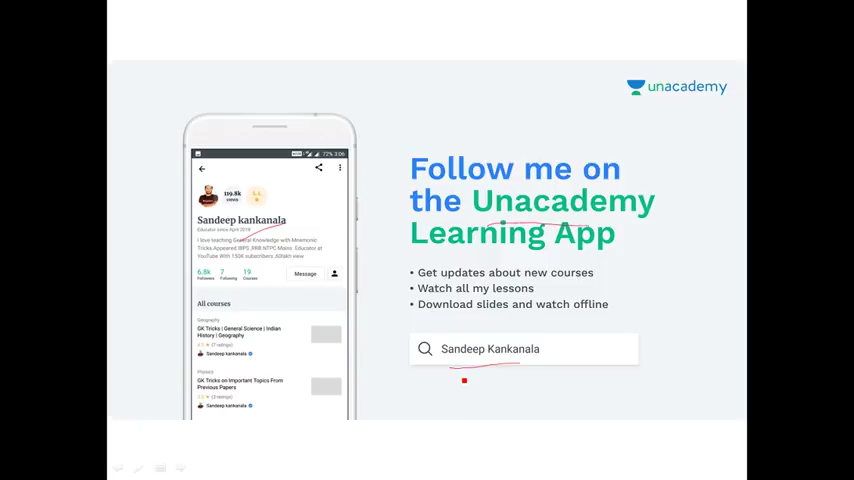 unacademy
72% 3:06
119.8k
views
Sandeep kankanala
Educator since April 2018
I love teaching General Knowledge with Mnemonic
Tricks.Appeared IBPS ,RRB NTPC Mains Educator at
YouTube With 150K subscribers ,
6.8k 7 19
Followers Following Courses
Message
All courses
Geography
GK Tricks | General Science | Indian
History | Geography
(7 ratings)
Sandeep kankanala
GK Tricks on Important Topics From
Previous Papers
(2 ratings)
Sandeep kankanala
Follow me on
the Unacademy
Learning App
• Get updates about new courses
• Watch all my lessons
• Download slides and watch offline
Sandeep Kankanala